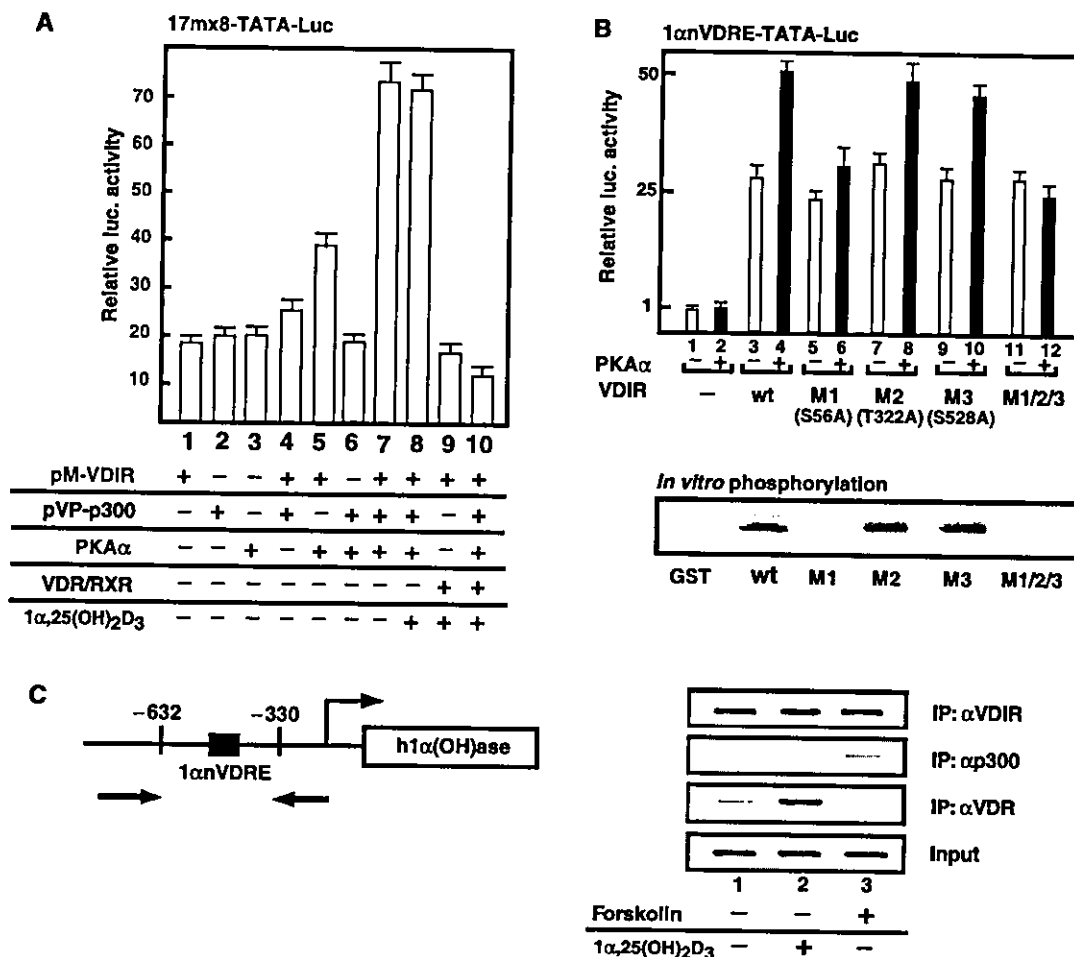 A
17mx8-TATA-Luc
Relative luc. activity
70
60
50
40
30
20
10
1 2 3 4 5 6 7 8 9 10
pM-VDIR + − − + + − + + + +
pVP-p300 − + − + − + + + − +
PKAα − − + − + + + + − +
VDR/RXR − − − − − − − − + +
1α,25(OH)₂D₃ − − − − − − − + + +
B
1αnVDRE-TATA-Luc
Relative luc. activity
50
25
1
1 2 3 4 5 6 7 8 9 10 11 12
PKAα − + − + − + − + − + − +
VDIR − wt M1 M2 M3 M1/2/3
(S56A) (T322A) (S528A)
In vitro phosphorylation
GST wt M1 M2 M3 M1/2/3
C
−632 −330
1αnVDRE
h1α(OH)ase
IP: αVDIR
IP: αp300
IP: αVDR
Input
1 2 3
Forskolin − − +
1α,25(OH)₂D₃ − + −